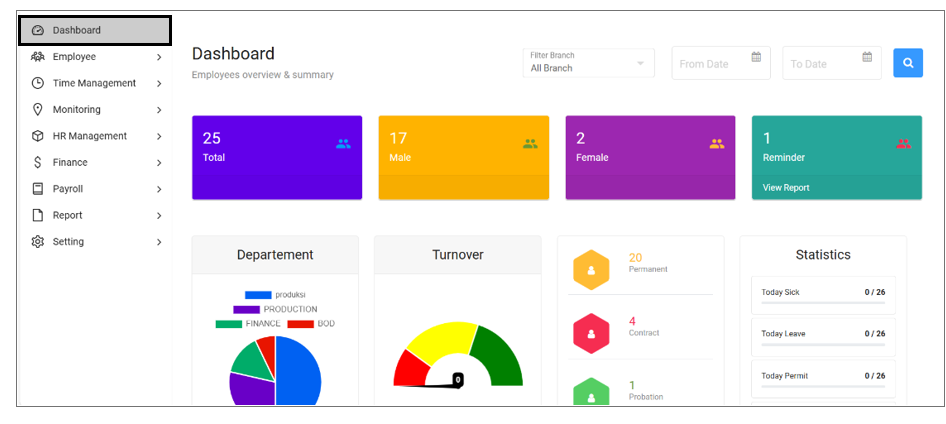 Dashboard
Employee
Time Management
Monitoring
HR Management
Finance
Payroll
Report
Setting
Dashboard
Employees overview & summary
Filter Branch
All Branch
From Date
To Date
25
Total
17
Male
2
Female
1
Reminder
View Report
Departement
produksi
PRODUCTION
FINANCE
BOD
Turnover
0
20
Permanent
4
Contract
1
Probation
Statistics
Today Sick 0 / 26
Today Leave 0 / 26
Today Permit 0 / 26